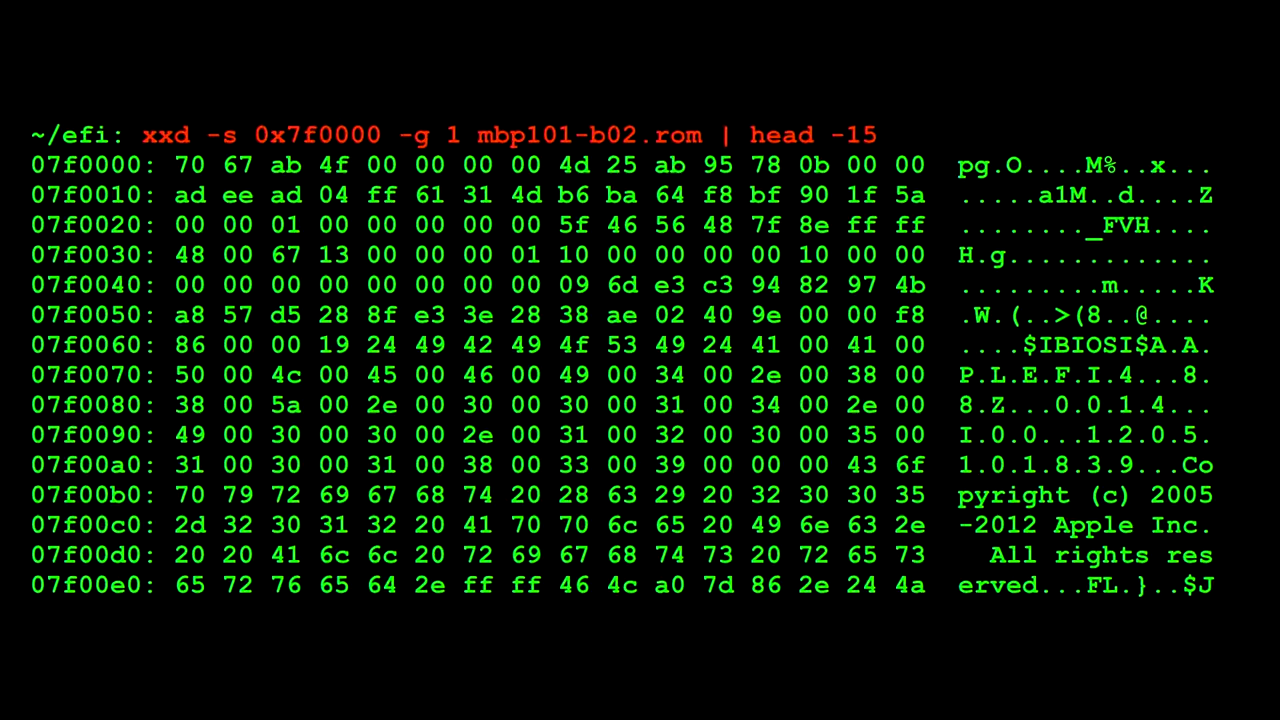 ~/efi: xxd -s 0x7f0000 -g 1 mbp101-b02.rom | head -15
07f0000: 70 67 ab 4f 00 00 00 00 4d 25 ab 95 78 0b 00 00  pg.O....M%..x...
07f0010: ad ee ad 04 ff 61 31 4d b6 ba 64 f8 bf 90 1f 5a  .....a1M..d....Z
07f0020: 00 00 01 00 00 00 00 00 5f 46 56 48 7f 8e ff ff  ........_FVH....
07f0030: 48 00 67 13 00 00 00 01 10 00 00 00 00 10 00 00  H.g.............
07f0040: 00 00 00 00 00 00 00 00 09 6d e3 c3 94 82 97 4b  .........m.....K
07f0050: a8 57 d5 28 8f e3 3e 28 38 ae 02 40 9e 00 00 f8  .W.(..>(8..@....
07f0060: 86 00 00 19 24 49 42 49 4f 53 49 24 41 00 41 00  ....$IBIOSI$A.A.
07f0070: 50 00 4c 00 45 00 46 00 49 00 34 00 2e 00 38 00  P.L.E.F.I.4...8.
07f0080: 38 00 5a 00 2e 00 30 00 30 00 31 00 34 00 2e 00  8.Z...0.0.1.4...
07f0090: 49 00 30 00 30 00 2e 00 31 00 32 00 30 00 35 00  I.0.0...1.2.0.5.
07f00a0: 31 00 30 00 31 00 38 00 33 00 39 00 00 00 43 6f  1.0.1.8.3.9...Co
07f00b0: 70 79 72 69 67 68 74 20 28 63 29 20 32 30 30 35  pyright (c) 2005
07f00c0: 2d 32 30 31 32 20 41 70 70 6c 65 20 49 6e 63 2e  -2012 Apple Inc.
07f00d0: 20 20 41 6c 6c 20 72 69 67 68 74 73 20 72 65 73    All rights res
07f00e0: 65 72 76 65 64 2e ff ff 46 4c a0 7d 86 2e 24 4a  erved...FL.}..$J